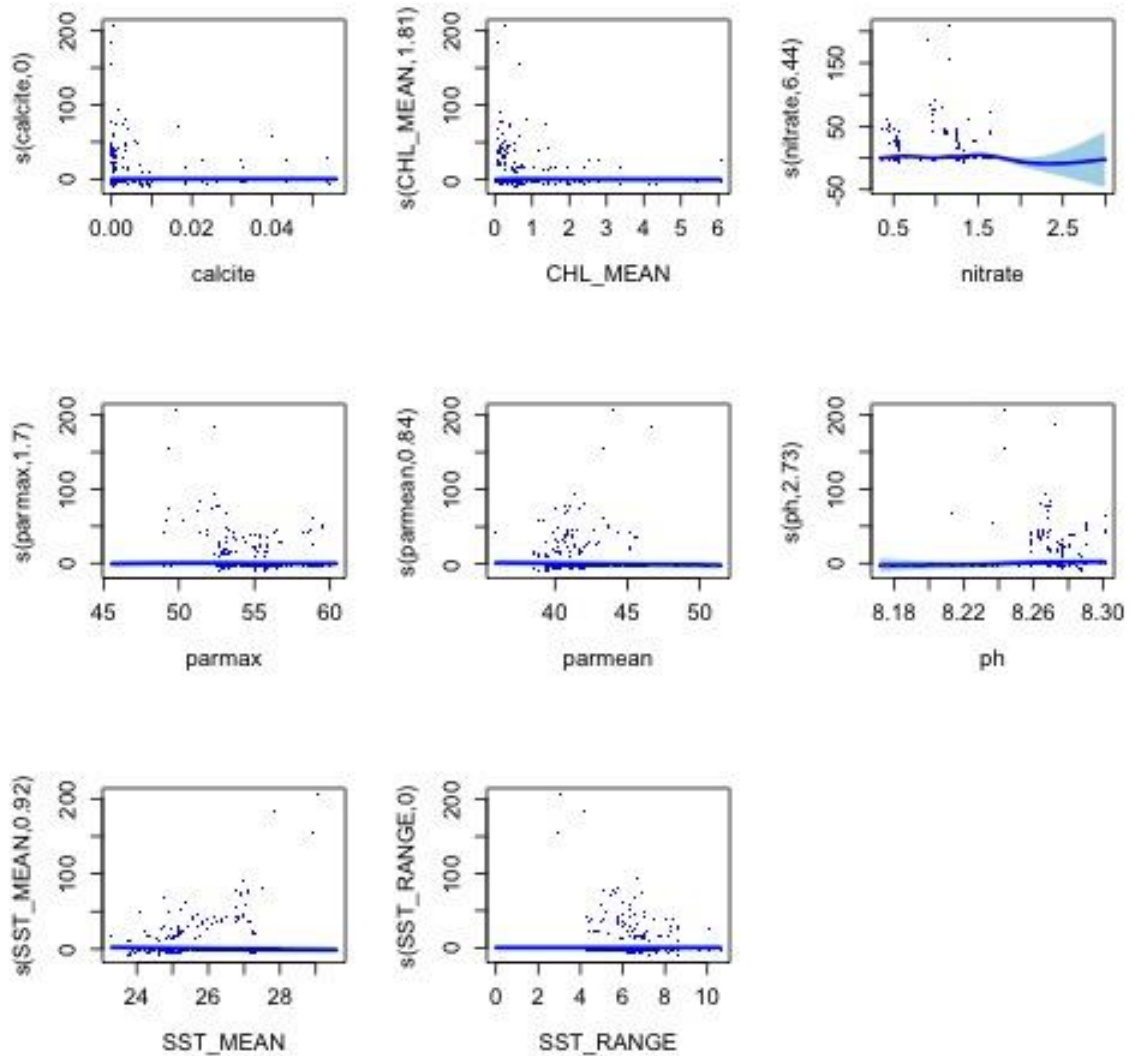 s(calcite,0)
200
100
0
0.00 0.02 0.04
calcite
s(CHL_MEAN,1.81)
200
100
0
0 1 2 3 4 5 6
CHL_MEAN
s(nitrate,6.44)
150
50
-50
0.5 1.5 2.5
nitrate
s(parmax,1.7)
200
100
0
45 50 55 60
parmax
s(parmean,0.84)
200
100
0
40 45 50
parmean
s(ph,2.73)
200
100
0
8.18 8.22 8.26 8.30
ph
s(SST_MEAN,0.92)
200
100
0
24 26 28
SST_MEAN
s(SST_RANGE,0)
200
100
0
0 2 4 6 8 10
SST_RANGE